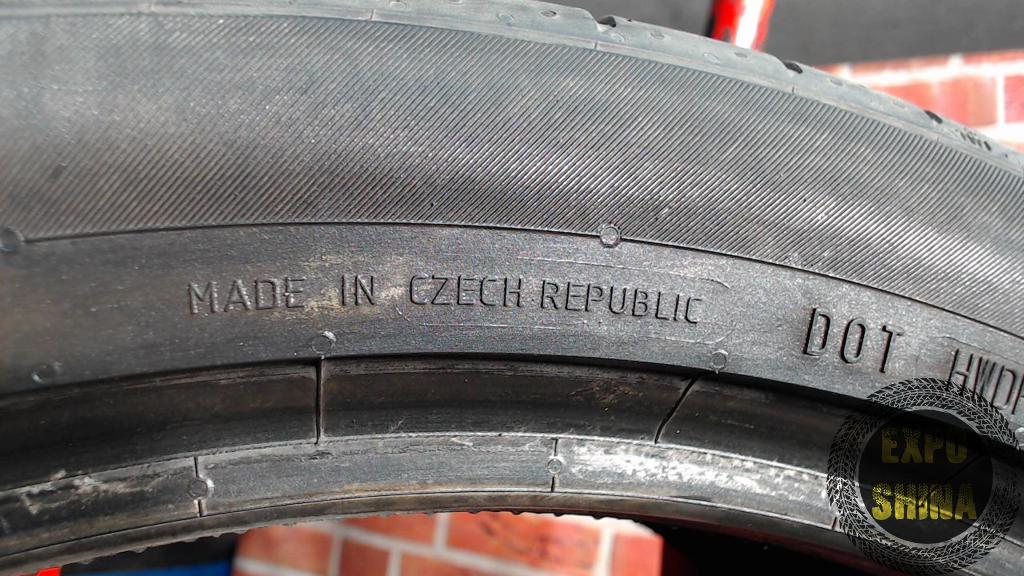 MADE IN CZECH REPUBLIC DOT
EXPO
SHINA